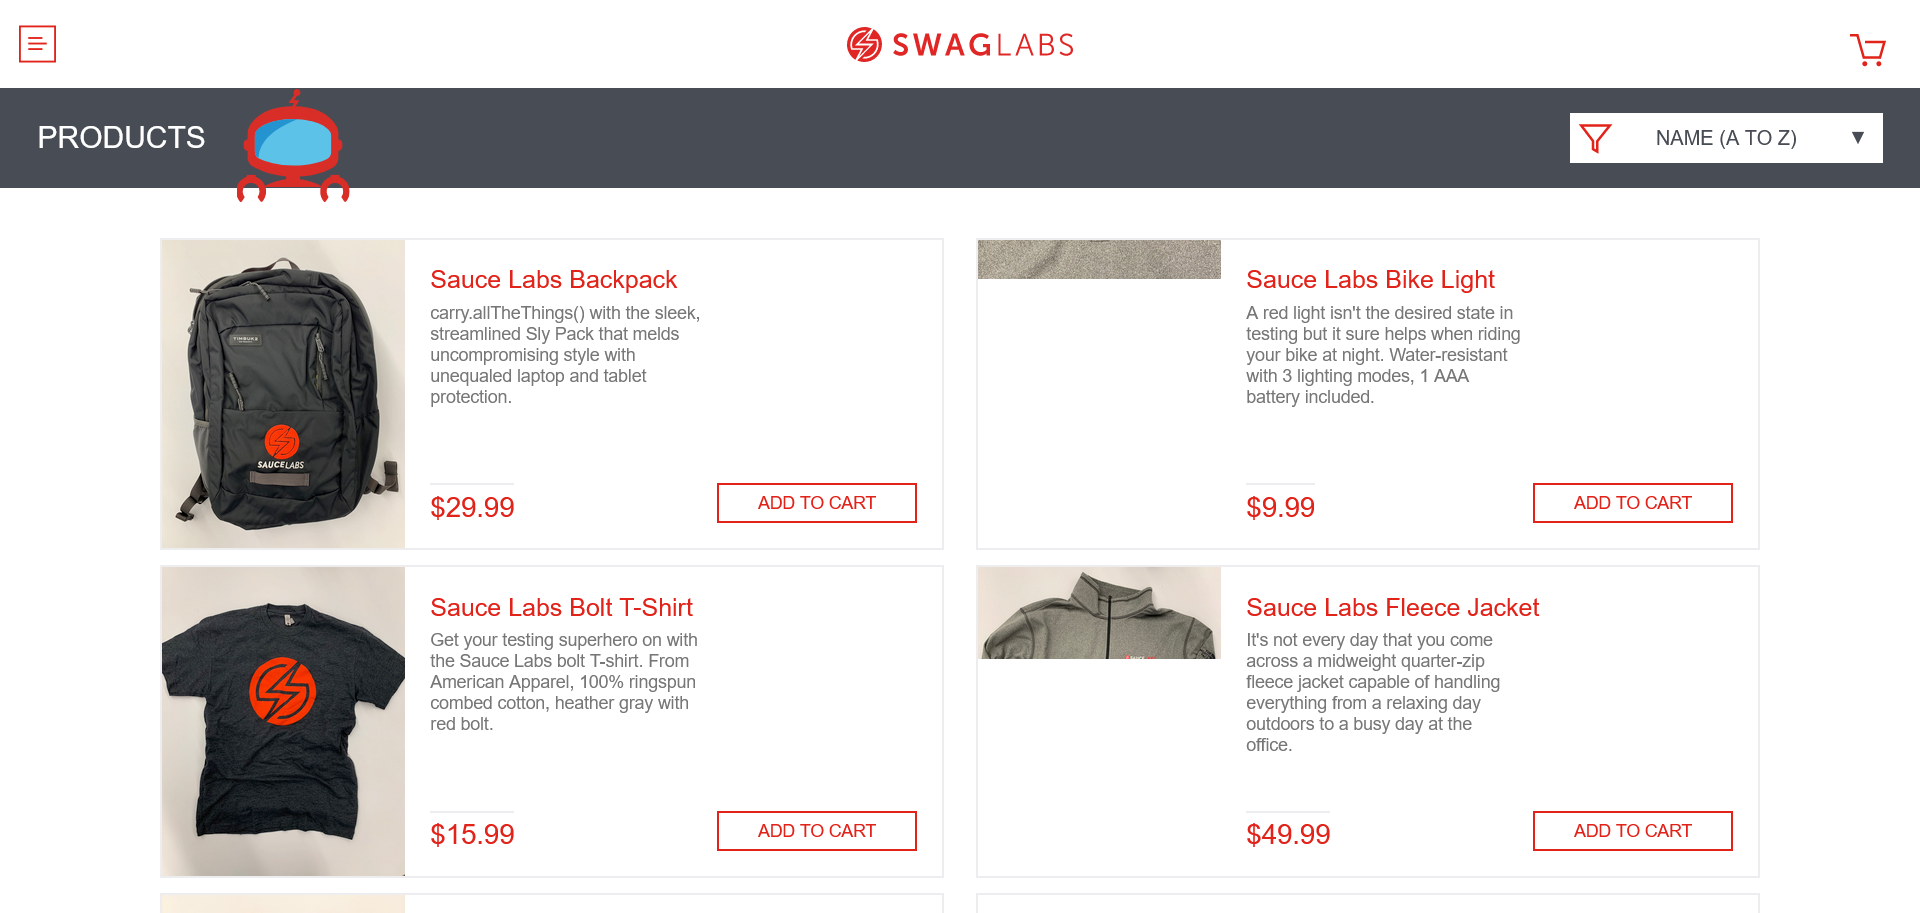 SWAGLABS
PRODUCTS
NAME (A TO Z)
TIMBUK2
SAUCELABS
Sauce Labs Backpack
carry.allTheThings() with the sleek,
streamlined Sly Pack that melds
uncompromising style with
unequaled laptop and tablet
protection.
$29.99
ADD TO CART
Sauce Labs Bike Light
A red light isn't the desired state in
testing but it sure helps when riding
your bike at night. Water-resistant
with 3 lighting modes, 1 AAA
battery included.
$9.99
ADD TO CART
Sauce Labs Bolt T-Shirt
Get your testing superhero on with
the Sauce Labs bolt T-shirt. From
American Apparel, 100% ringspun
combed cotton, heather gray with
red bolt.
$15.99
ADD TO CART
Sauce Labs Fleece Jacket
It's not every day that you come
across a midweight quarter-zip
fleece jacket capable of handling
everything from a relaxing day
outdoors to a busy day at the
office.
$49.99
ADD TO CART